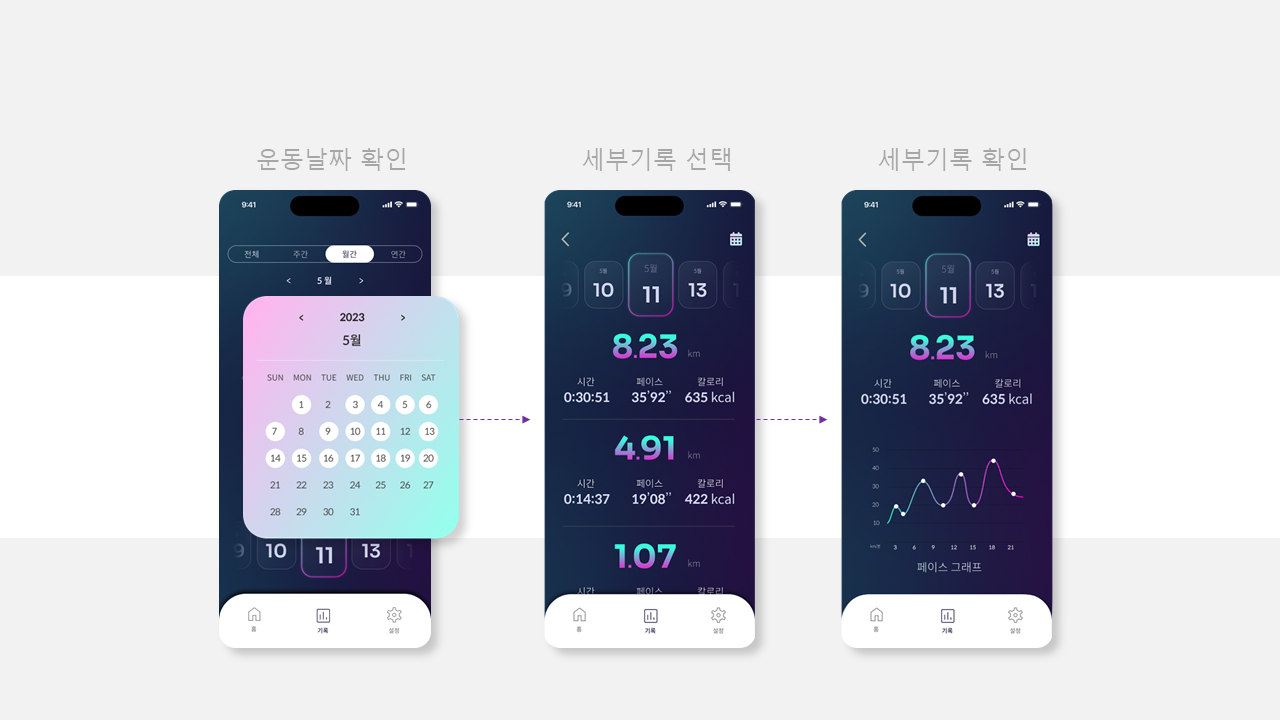 운동날짜 확인
세부기록 선택
세부기록 확인
9:41
전체 주간 월간 연간
< 5 월 >
< 2023 >
5월
SUN MON TUE WED THU FRI SAT
1 2 3 4 5 6
7 8 9 10 11 12 13
14 15 16 17 18 19 20
21 22 23 24 25 26 27
28 29 30 31
9 10 11 13 1
홈 기록 설정
9:41
5월 5월 5월
9 10 11 13 1
8.23 km
시간 페이스 칼로리
0:30:51 35’92’’ 635 kcal
4.91 km
시간 페이스 칼로리
0:14:37 19’08’’ 422 kcal
1.07 km
시간 페이스 칼로리
홈 기록 설정
9:41
5월 5월 5월
9 10 11 13 1
8.23 km
시간 페이스 칼로리
0:30:51 35’92’’ 635 kcal
50
40
30
20
10
3 6 9 12 15 18 21
페이스 그래프
홈 기록 설정